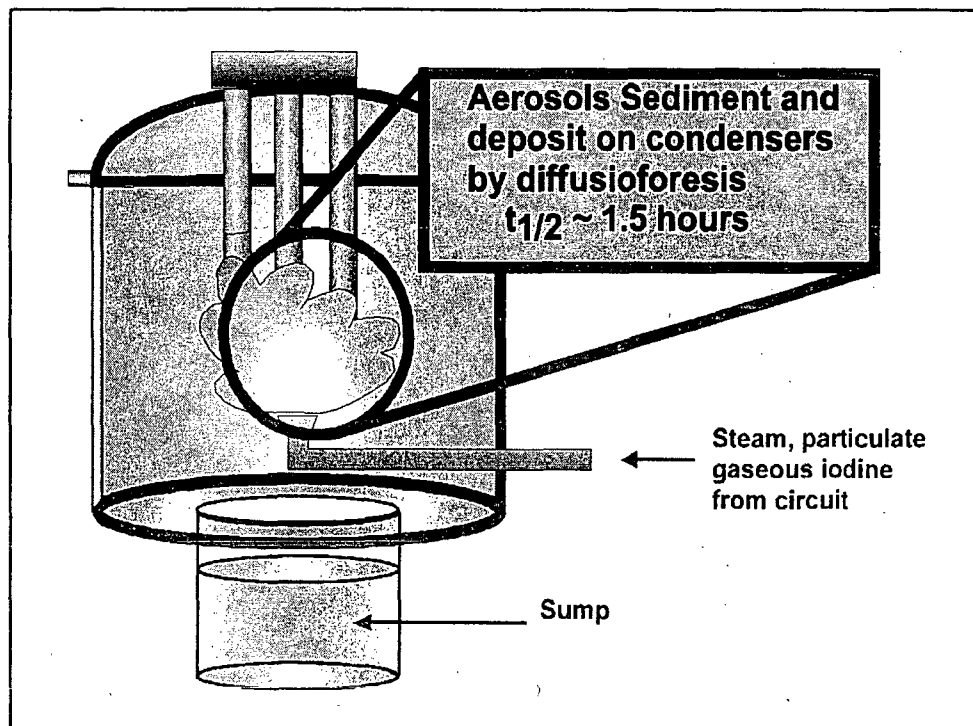 Aerosols Sediment and
deposit on condensers
by diffusioforesis
t1/2 ~ 1.5 hours
Steam, particulate
gaseous iodine
from circuit
Sump